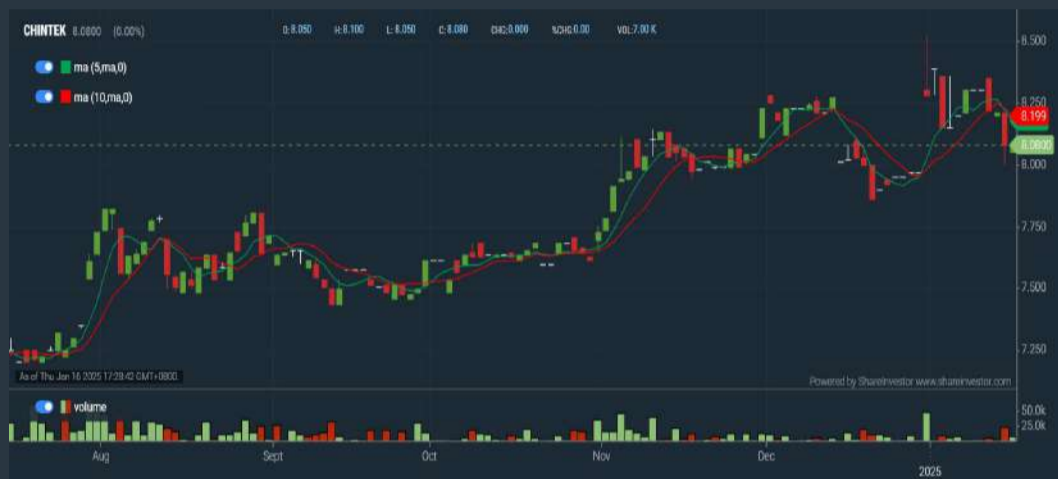 CHINTEK 8.0800 (0.00%) O:8.050 H:8.100 L:8.050 C:8.080 CHG:0.000 %CHG:0.00 VOL:7.00 K
ma (5,ma,0)
ma (10,ma,0)
8.500
8.250
8.199
8.0800
8.000
7.750
7.500
7.250
As of Thu Jan 16 2025 17:28:42 GMT+0800
Powered by ShareInvestor www.shareinvestor.com
volume
50.0k
25.0k
Aug Sept Oct Nov Dec 2025